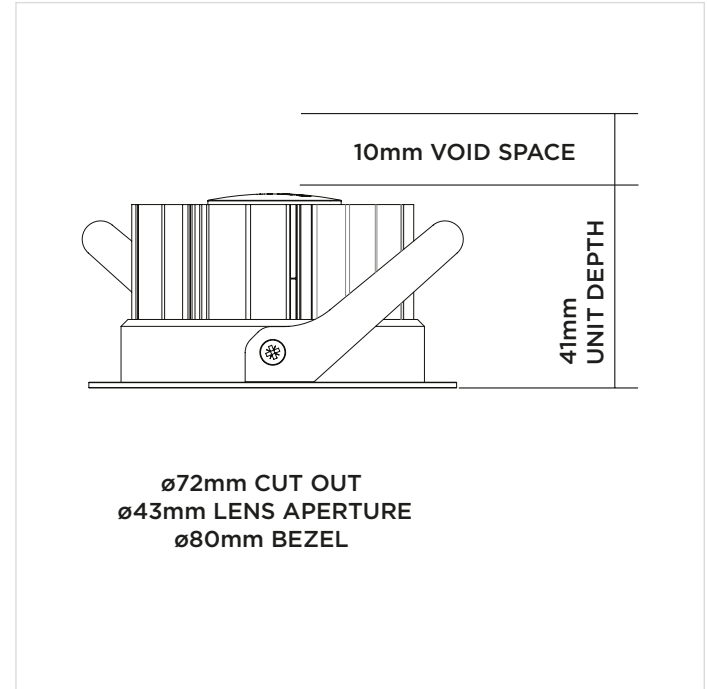 10mm VOID SPACE
41mm
UNIT DEPTH
ø72mm CUT OUT
ø43mm LENS APERTURE
ø80mm BEZEL